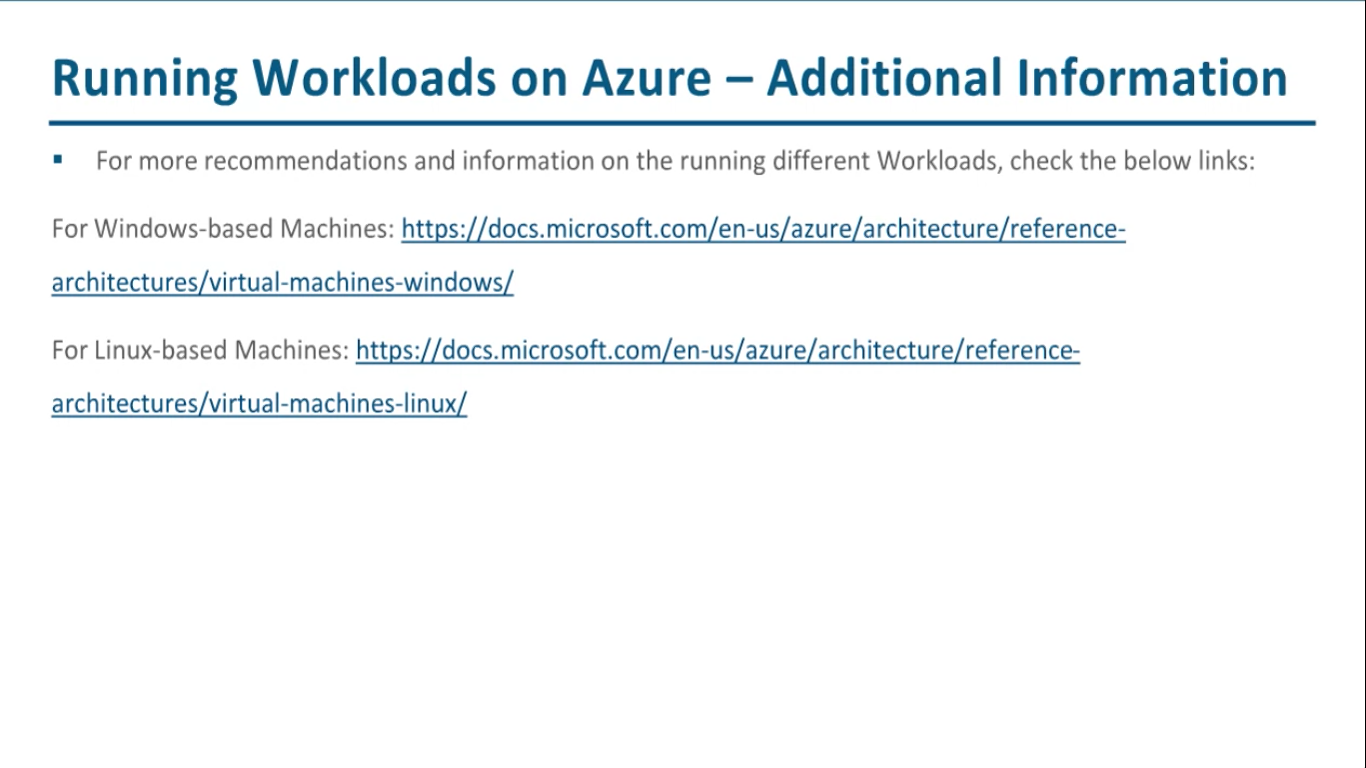 Running Workloads on Azure – Additional Information
▪ For more recommendations and information on the running different Workloads, check the below links:
For Windows-based Machines: https://docs.microsoft.com/en-us/azure/architecture/reference-
architectures/virtual-machines-windows/
For Linux-based Machines: https://docs.microsoft.com/en-us/azure/architecture/reference-
architectures/virtual-machines-linux/